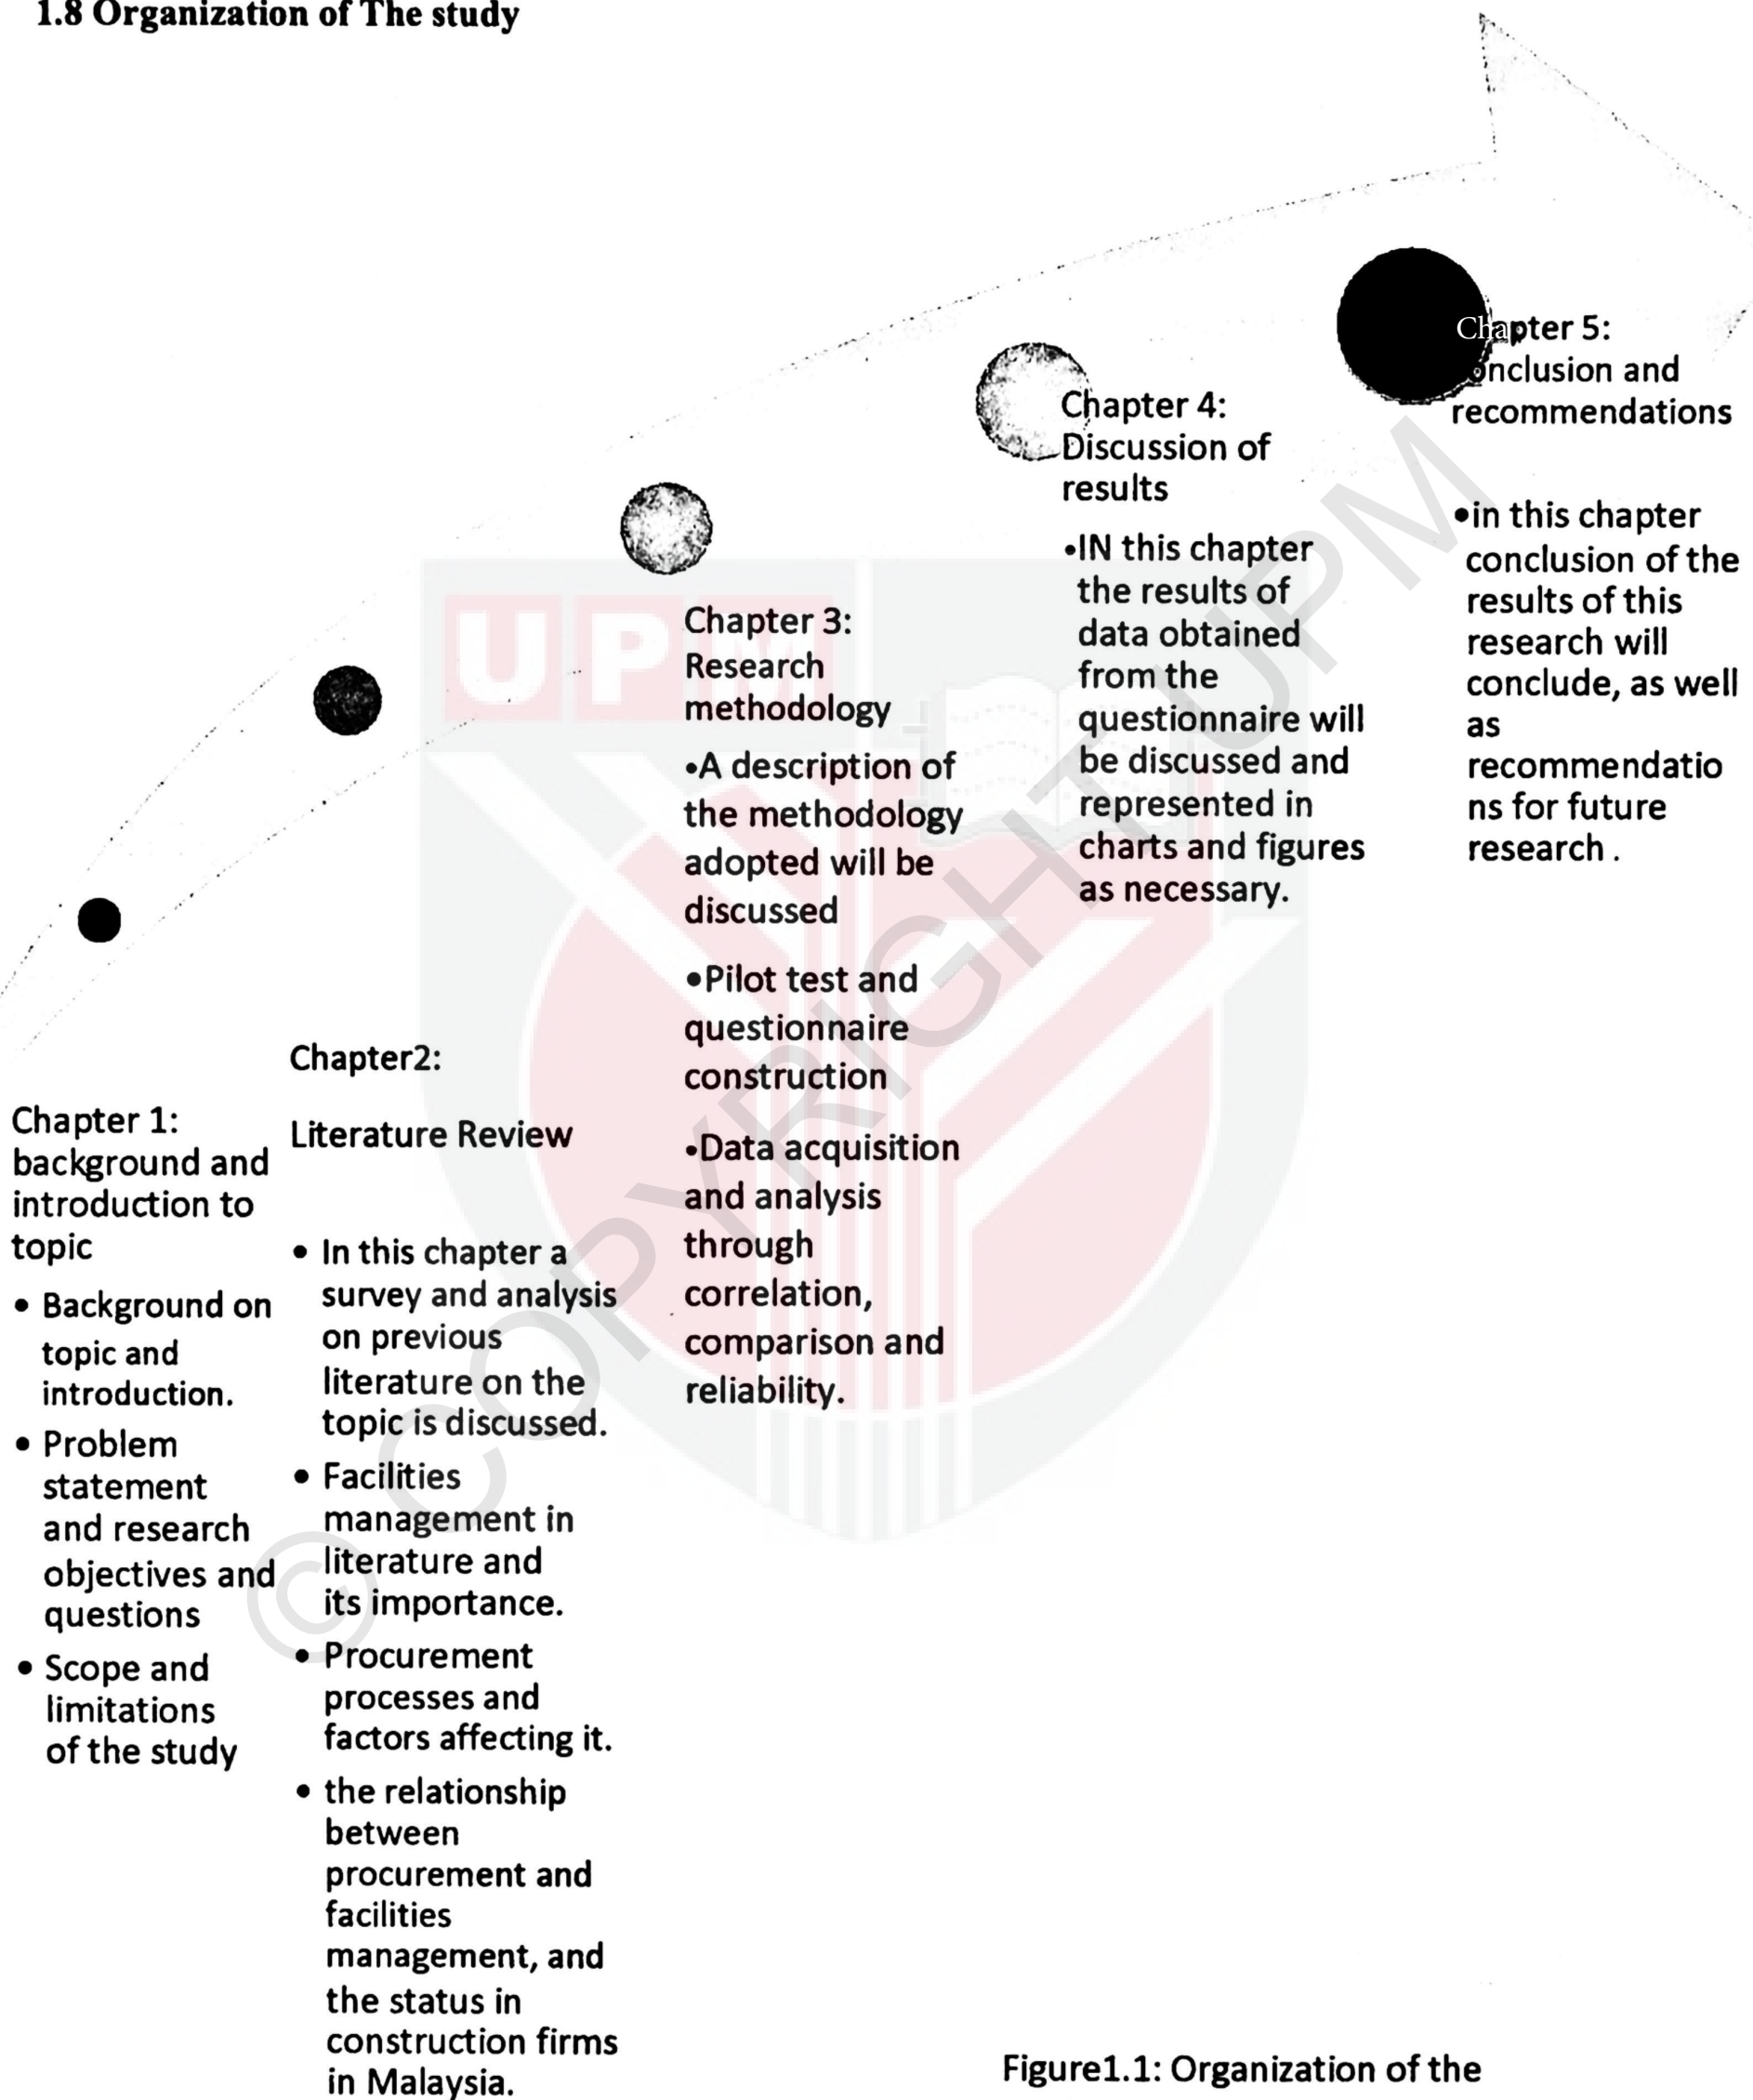 1.8 Organization of The study
Chapter 1:
background and
introduction to
topic
• Background on
topic and
introduction.
• Problem
statement
and research
objectives and
questions
• Scope and
limitations
of the study
Chapter2:
Literature Review
• In this chapter a
survey and analysis
on previous
literature on the
topic is discussed.
• Facilities
management in
literature and
its importance.
• Procurement
processes and
factors affecting it.
• the relationship
between
procurement and
facilities
management, and
the status in
construction firms
in Malaysia.
Chapter 3:
Research
methodology
•A description of
the methodology
adopted will be
discussed
•Pilot test and
questionnaire
construction
•Data acquisition
and analysis
through
correlation,
comparison and
reliability.
Chapter 4:
Discussion of
results
•IN this chapter
the results of
data obtained
from the
questionnaire will
be discussed and
represented in
charts and figures
as necessary.
Chapter 5:
onclusion and
recommendations
•in this chapter
conclusion of the
results of this
research will
conclude, as well
as
recommendatio
ns for future
research .
Figure1.1: Organization of the
UPM
© COPYRIGHT UPM